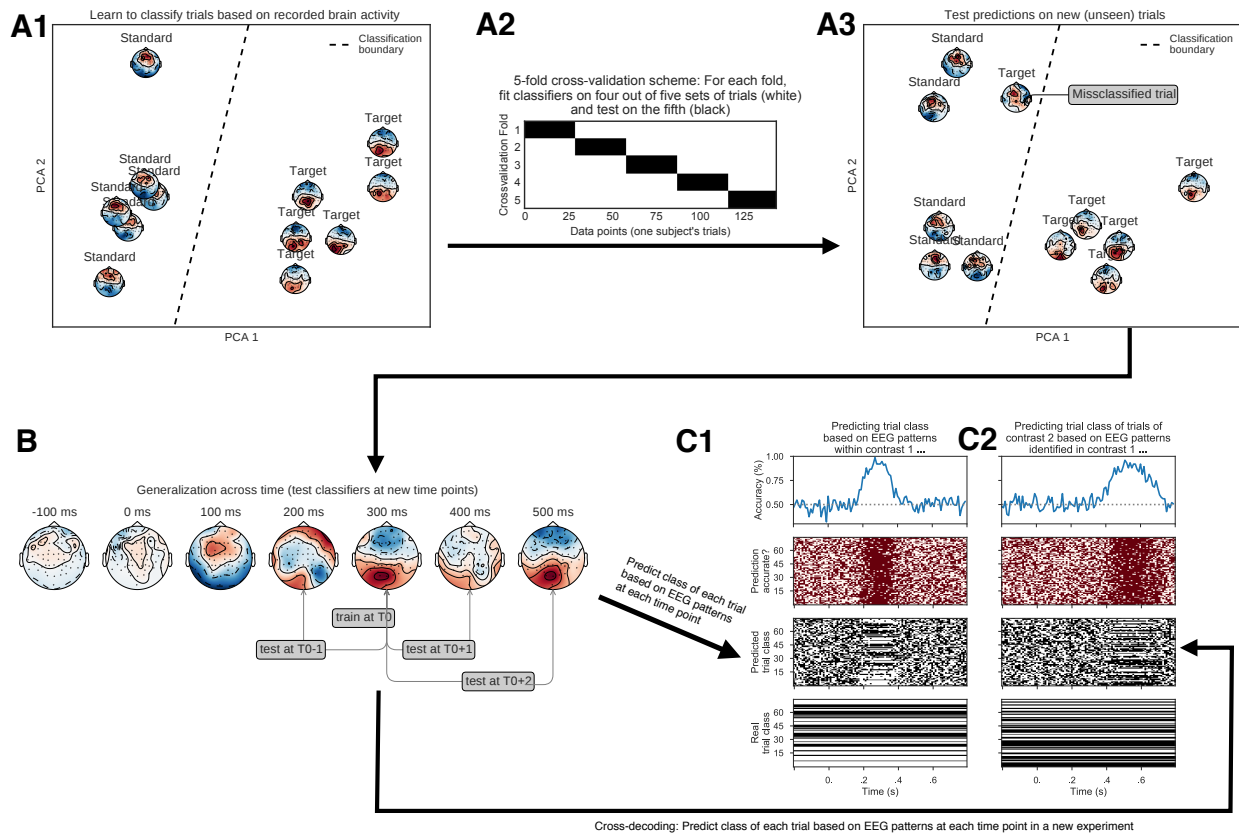 A1
Learn to classify trials based on recorded brain activity
Classification
boundary
Standard
Target
Target
Standard
Standard
Standard
Standard
Target
Target
Target
Standard
Target
PCA 2
PCA 1
A2
5-fold cross-validation scheme: For each fold,
fit classifiers on four out of five sets of trials (white)
and test on the fifth (black)
Crossvalidation Fold
1
2
3
4
5
0 25 50 75 100 125
Data points (one subject's trials)
A3
Test predictions on new (unseen) trials
Classification
boundary
Standard
Target
Missclassified trial
Standard
Target
Standard
Target
Target
Target
Standard
Standard
Target
PCA 2
PCA 1
B
Generalization across time (test classifiers at new time points)
-100 ms 0 ms 100 ms 200 ms 300 ms 400 ms 500 ms
train at T0
test at T0-1
test at T0+1
test at T0+2
Predict class of each trial
based on EEG patterns
at each time point
C1
Predicting trial class
based on EEG patterns
within contrast 1 ...
C2
Predicting trial class of trials of
contrast 2 based on EEG patterns
identified in contrast 1 ...
Accuracy (%)
1.00
0.75
0.50
Prediction
accurate?
60
45
30
15
Predicted
trial class
60
45
30
15
Real
trial class
60
45
30
15
0. .2 .4 .6
Time (s)
0. .2 .4 .6
Time (s)
Cross-decoding: Predict class of each trial based on EEG patterns at each time point in a new experiment